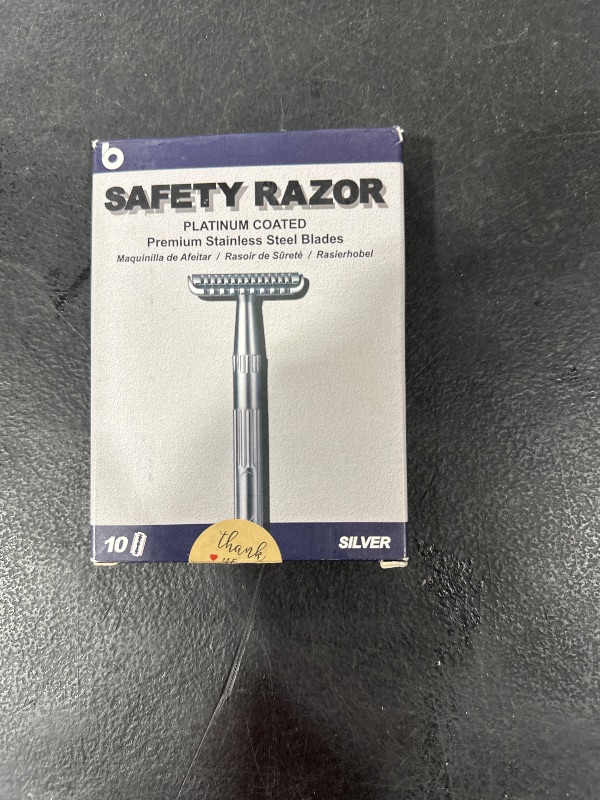 b
SAFETY RAZOR
PLATINUM COATED
Premium Stainless Steel Blades
Maquinilla de Afeitar / Rasoir de Sûreté / Rasierhobel
10
thank
SILVER